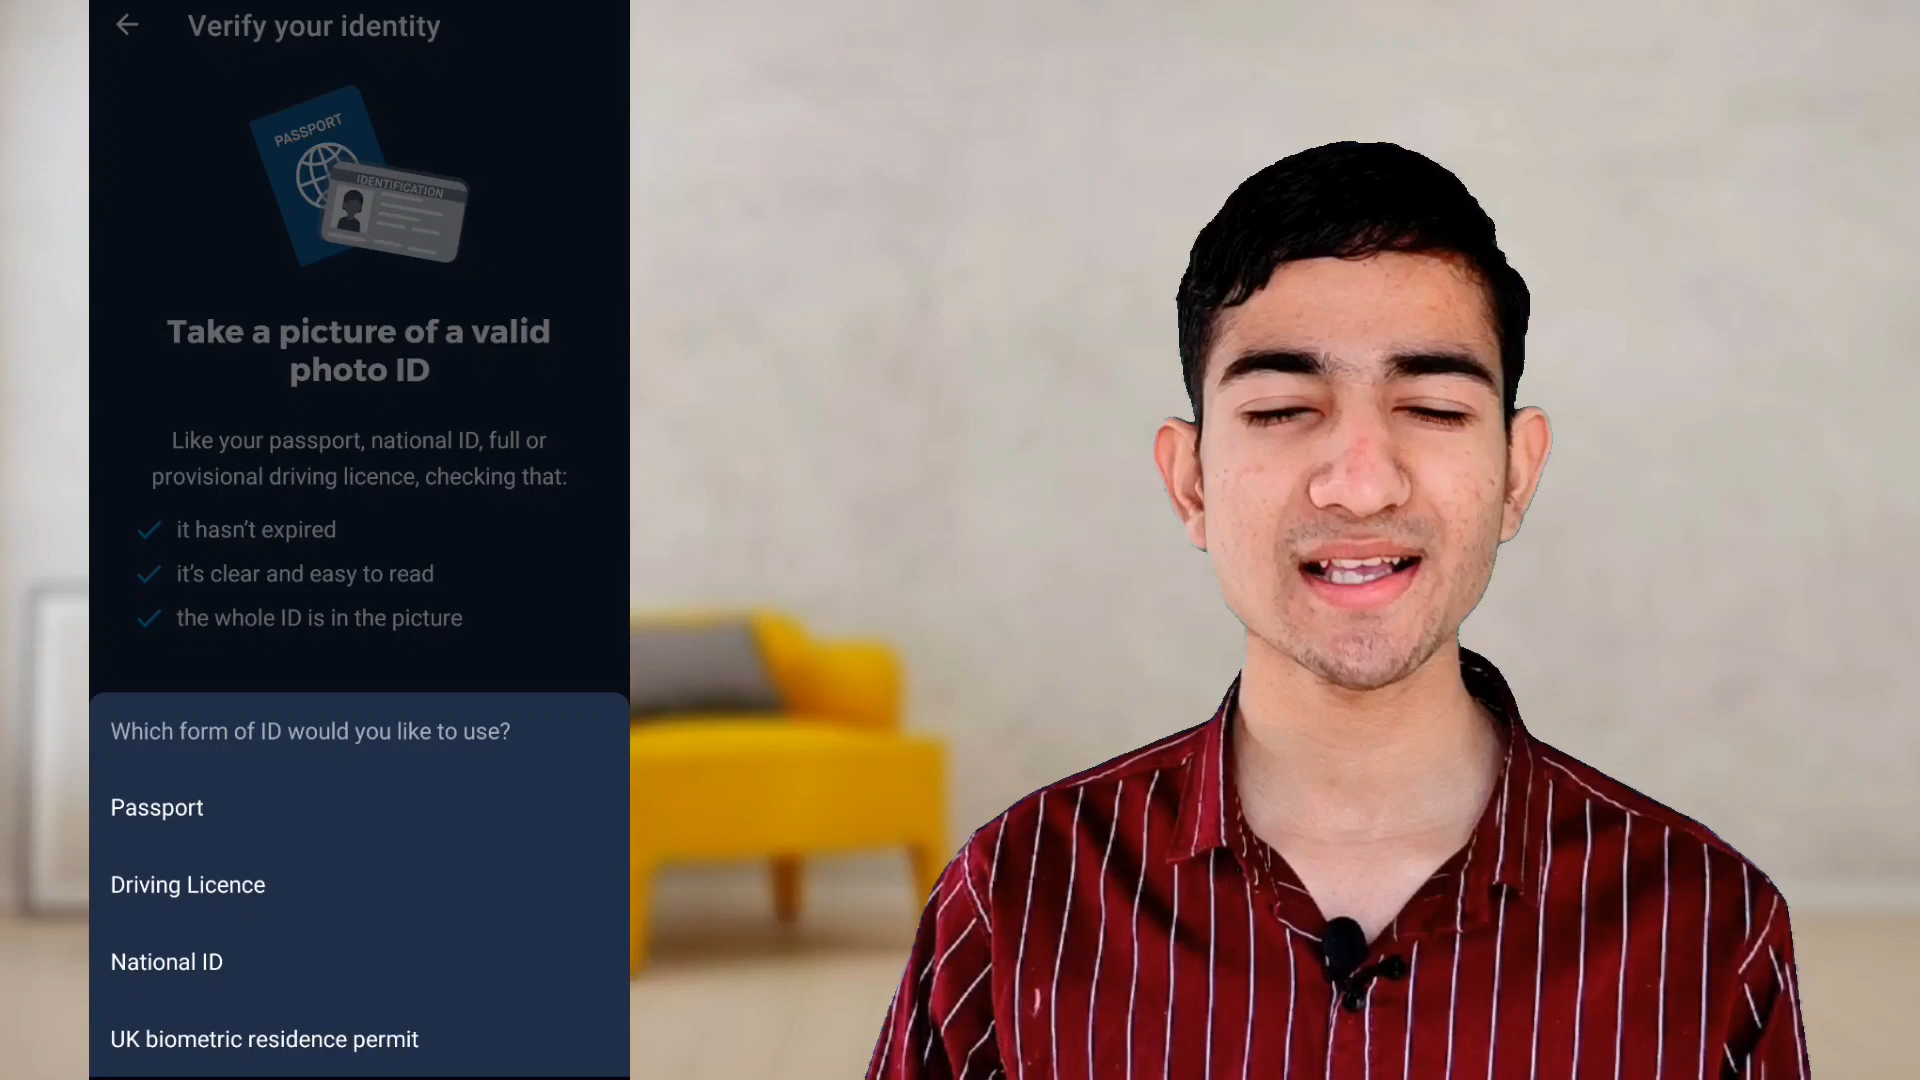 Verify your identity
PASSPORT
IDENTIFICATION
Take a picture of a valid
photo ID
Like your passport, national ID, full or
provisional driving licence, checking that:
it hasn’t expired
it’s clear and easy to read
the whole ID is in the picture
Which form of ID would you like to use?
Passport
Driving Licence
National ID
UK biometric residence permit